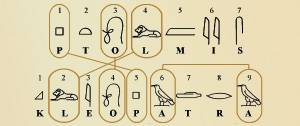 1 2 3 4 5 6 7
P T O L M I S
1 2 3 4 5 6 7 8 9
K L E O P A T R A